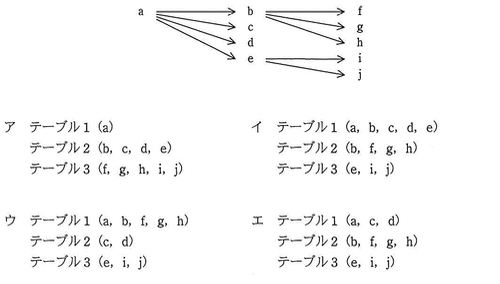 a b f
c g
d h
e i
j
ア テーブル1 (a)
テーブル2 (b, c, d, e)
テーブル3 (f, g, h, i, j)
イ テーブル1 (a, b, c, d, e)
テーブル2 (b, f, g, h)
テーブル3 (e, i, j)
ウ テーブル1 (a, b, f, g, h)
テーブル2 (c, d)
テーブル3 (e, i, j)
エ テーブル1 (a, c, d)
テーブル2 (b, f, g, h)
テーブル3 (e, i, j)